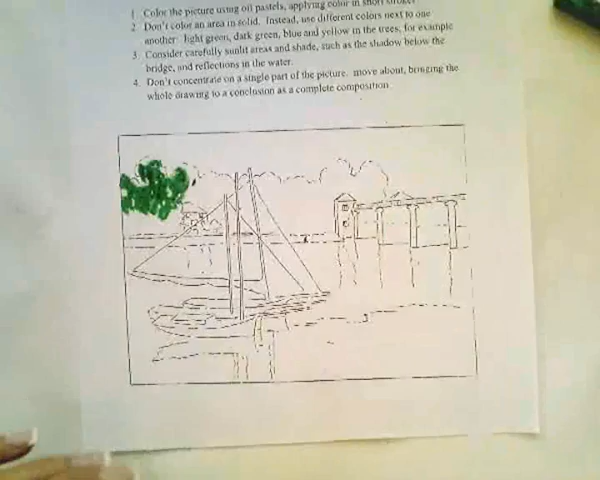 1 Color the picture using oil pastels, applying color in short strokes
2 Don't color an area in solid. Instead, use different colors next to one
another: light green, dark green, blue and yellow in the trees, for example
3 Consider carefully sunlit areas and shade, such as the shadow below the
bridge, and reflections in the water.
4 Don't concentrate on a single part of the picture. move about, bringing the
whole drawing to a conclusion as a complete composition